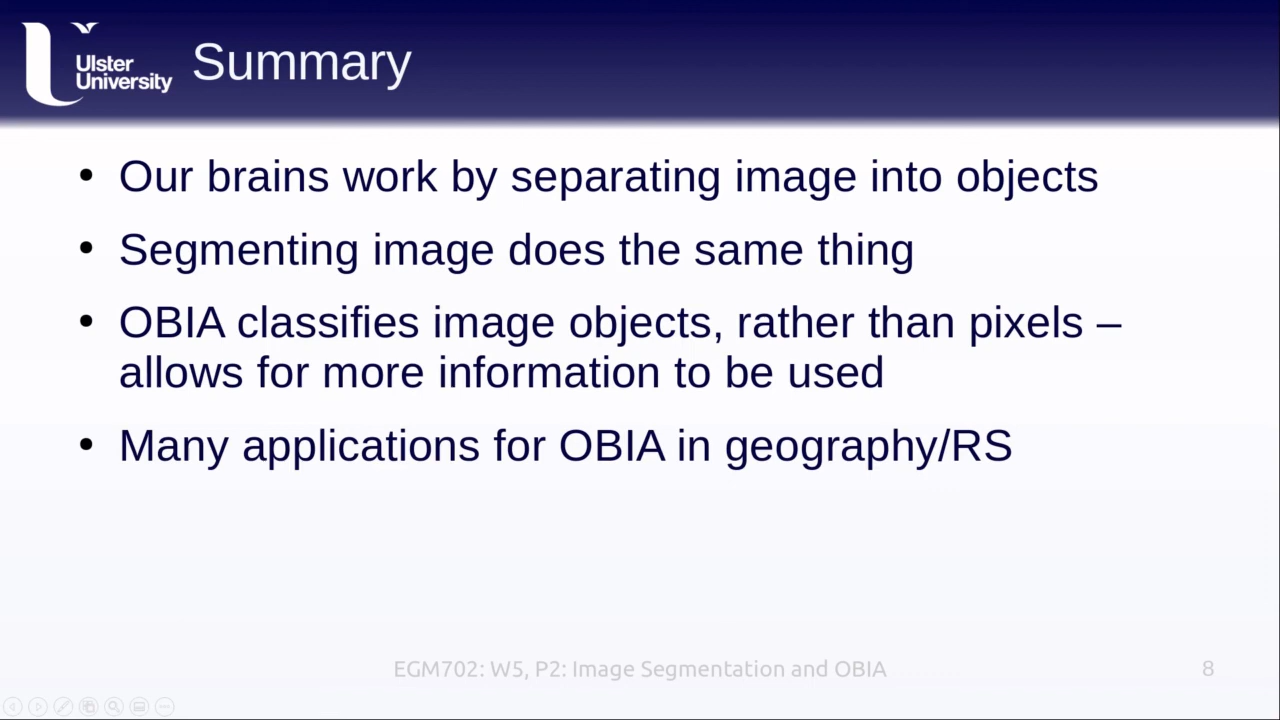 Ulster
University
Summary
• Our brains work by separating image into objects
• Segmenting image does the same thing
• OBIA classifies image objects, rather than pixels –
allows for more information to be used
• Many applications for OBIA in geography/RS
EGM702: W5, P2: Image Segmentation and OBIA
8